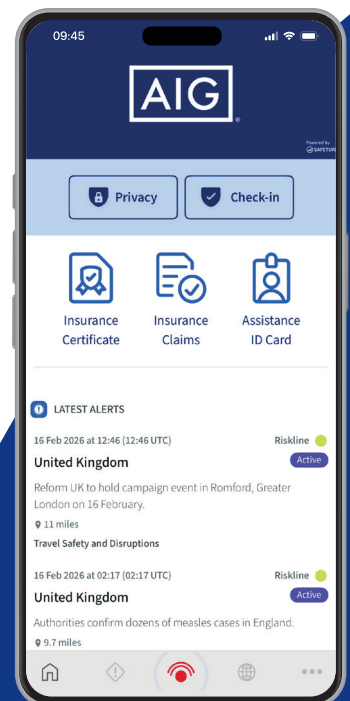 09:45
AIG
Powered by
SAFETURE
Privacy
Check-in
Insurance
Certificate
Insurance
Claims
Assistance
ID Card
LATEST ALERTS
16 Feb 2026 at 12:46 (12:46 UTC)
Riskline
United Kingdom
Active
Reform UK to hold campaign event in Romford, Greater
London on 16 February.
11 miles
Travel Safety and Disruptions
16 Feb 2026 at 02:17 (02:17 UTC)
Riskline
United Kingdom
Active
Authorities confirm dozens of measles cases in England.
9.7 miles